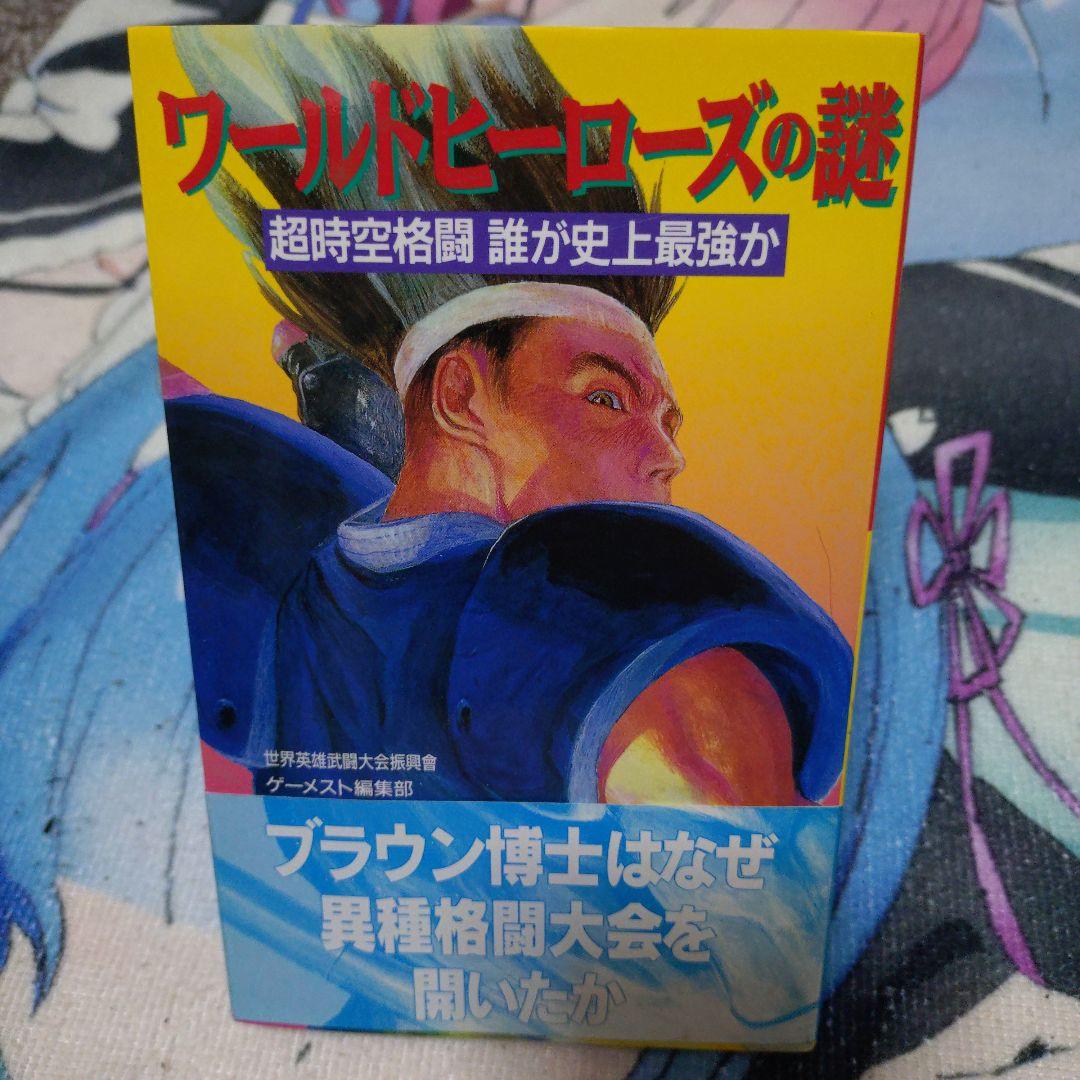 ワールドヒーローズの謎
超時空格闘 誰が史上最強か
世界英雄武闘大会振興會
ゲーメスト編集部
ブラウン博士はなぜ
異種格闘大会を
開いたか